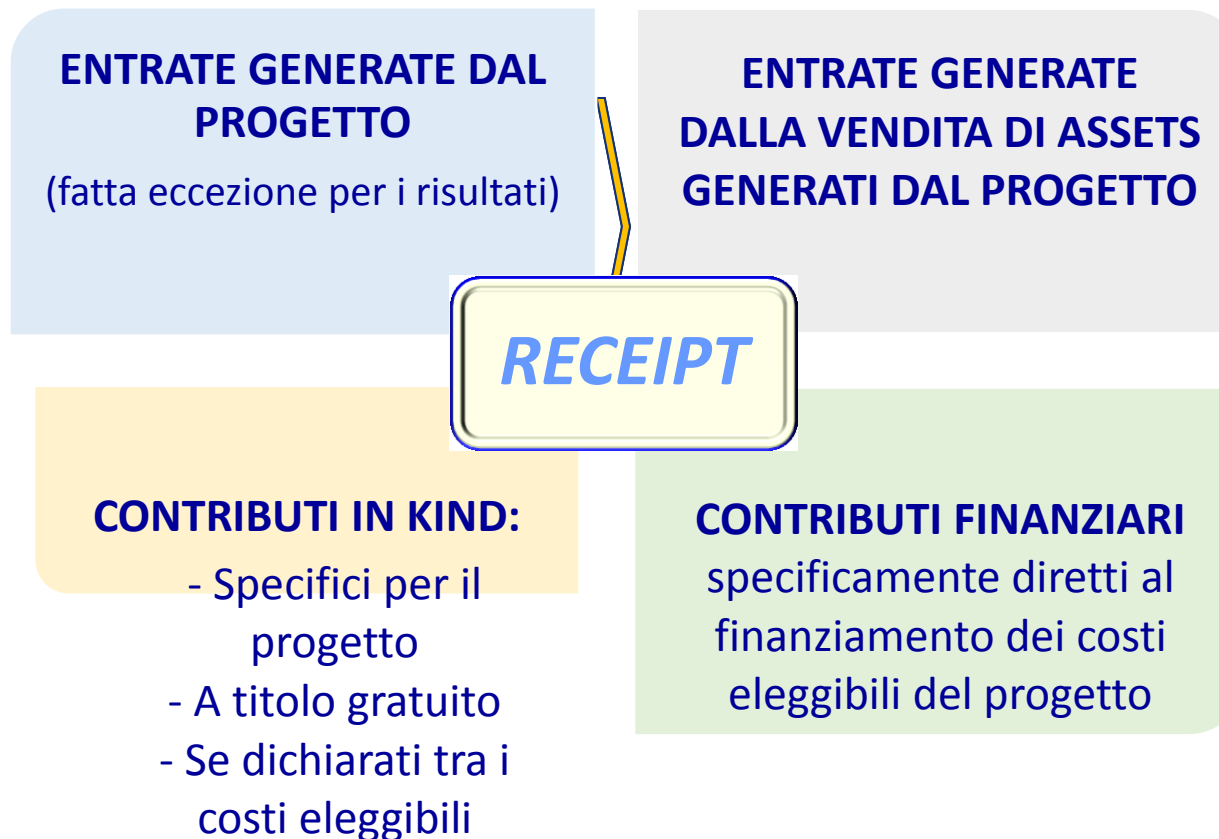 ENTRATE GENERATE DAL
PROGETTO
(fatta eccezione per i risultati)
ENTRATE GENERATE
DALLA VENDITA DI ASSETS
GENERATI DAL PROGETTO
RECEIPT
CONTRIBUTI IN KIND:
- Specifici per il
progetto
- A titolo gratuito
- Se dichiarati tra i
costi eleggibili
CONTRIBUTI FINANZIARI
specificamente diretti al
finanziamento dei costi
eleggibili del progetto